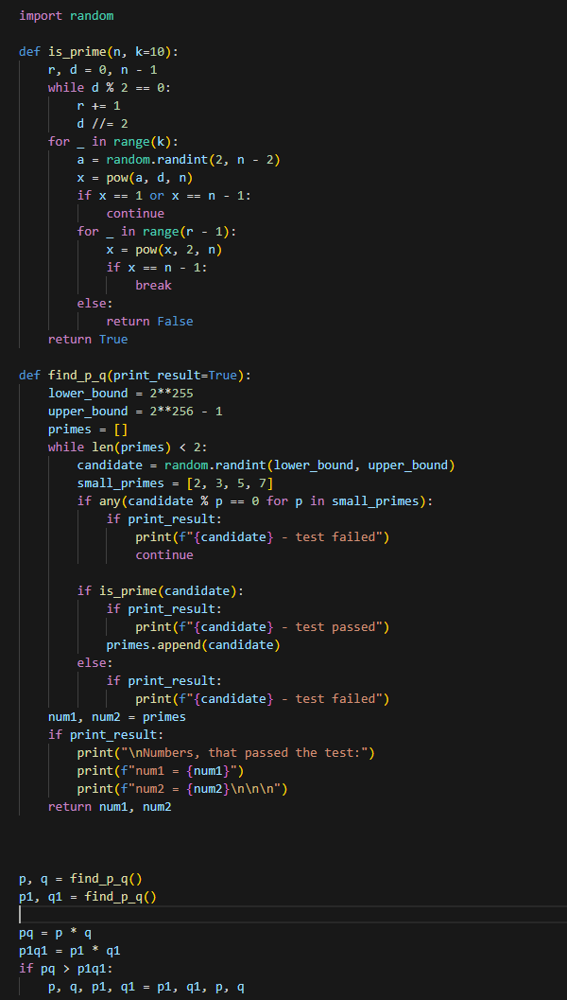 import random
def is_prime(n, k=10):
    r, d = 0, n - 1
    while d % 2 == 0:
        r += 1
        d //= 2
    for _ in range(k):
        a = random.randint(2, n - 2)
        x = pow(a, d, n)
        if x == 1 or x == n - 1:
            continue
        for _ in range(r - 1):
            x = pow(x, 2, n)
            if x == n - 1:
                break
        else:
            return False
    return True
def find_p_q(print_result=True):
    lower_bound = 2**255
    upper_bound = 2**256 - 1
    primes = []
    while len(primes) < 2:
        candidate = random.randint(lower_bound, upper_bound)
        small_primes = [2, 3, 5, 7]
        if any(candidate % p == 0 for p in small_primes):
            if print_result:
                print(f"{candidate} - test failed")
                continue
        if is_prime(candidate):
            if print_result:
                print(f"{candidate} - test passed")
            primes.append(candidate)
        else:
            if print_result:
                print(f"{candidate} - test failed")
    num1, num2 = primes
    if print_result:
        print("\nNumbers, that passed the test:")
        print(f"num1 = {num1}")
        print(f"num2 = {num2}\n\n\n")
    return num1, num2
p, q = find_p_q()
p1, q1 = find_p_q()
pq = p * q
p1q1 = p1 * q1
if pq > p1q1:
    p, q, p1, q1 = p1, q1, p, q